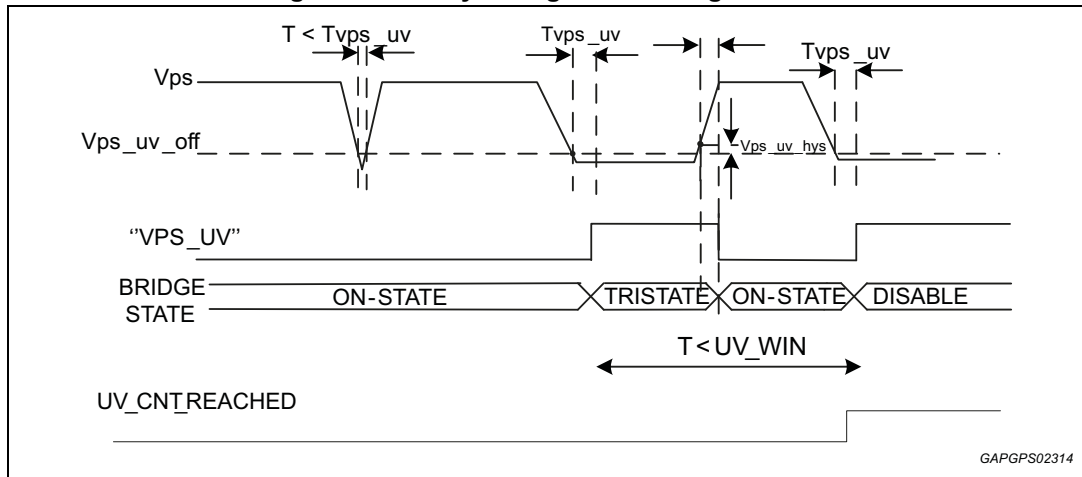 T < Tvps_uv
Tvps_uv
Tvps_uv
Vps
Vps_uv_off
Vps_uv_hys
"VPS_UV"
BRIDGE STATE
ON-STATE
TRISTATE
ON-STATE
DISABLE
T < UV_WIN
UV_CNT_REACHED
GAPGPS02314